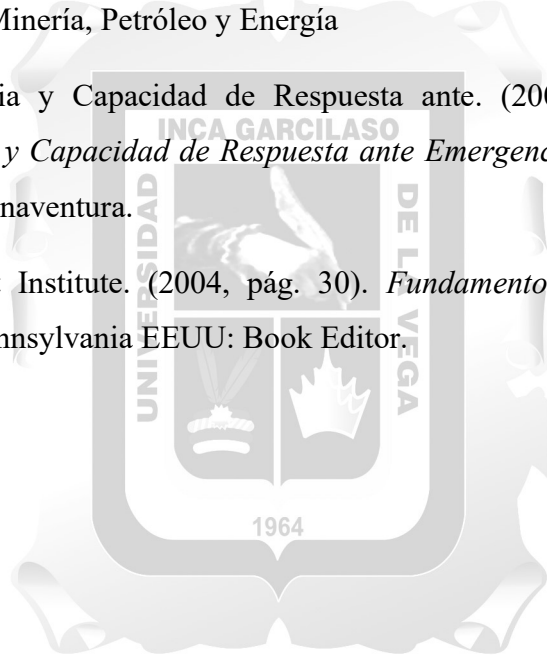 Minería, Petróleo y Energía
ia y Capacidad de Respuesta ante. (200
INCA GARCILASO
y Capacidad de Respuesta ante Emergenc
naventura.
UNIVERSIDAD
DE LA VEGA
Institute. (2004, pág. 30). Fundamento
nnsylvania EEUU: Book Editor.
1964